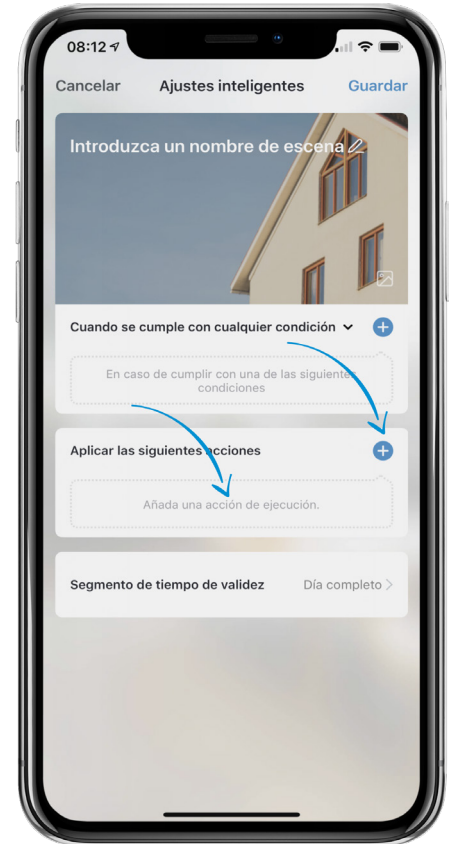 08:12
Cancelar Ajustes inteligentes Guardar
Introduzca un nombre de escena
Cuando se cumple con cualquier condición
En caso de cumplir con una de las siguientes
condiciones
Aplicar las siguientes acciones
Añada una acción de ejecución.
Segmento de tiempo de validez Día completo